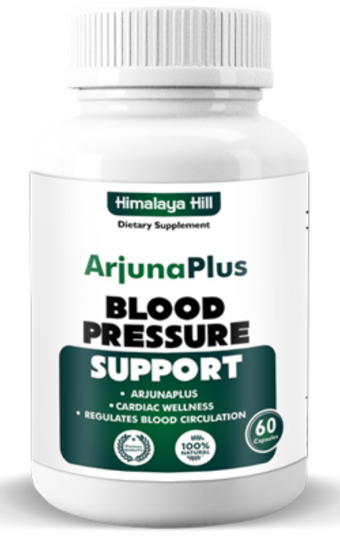 Himalaya Hill
Dietary Supplement
ArjunaPlus
BLOOD
PRESSURE
SUPPORT
• ARJUNAPLUS
• CARDIAC WELLNESS
• REGULATES BLOOD CIRCULATION
60
Capsules
100%
NATURAL